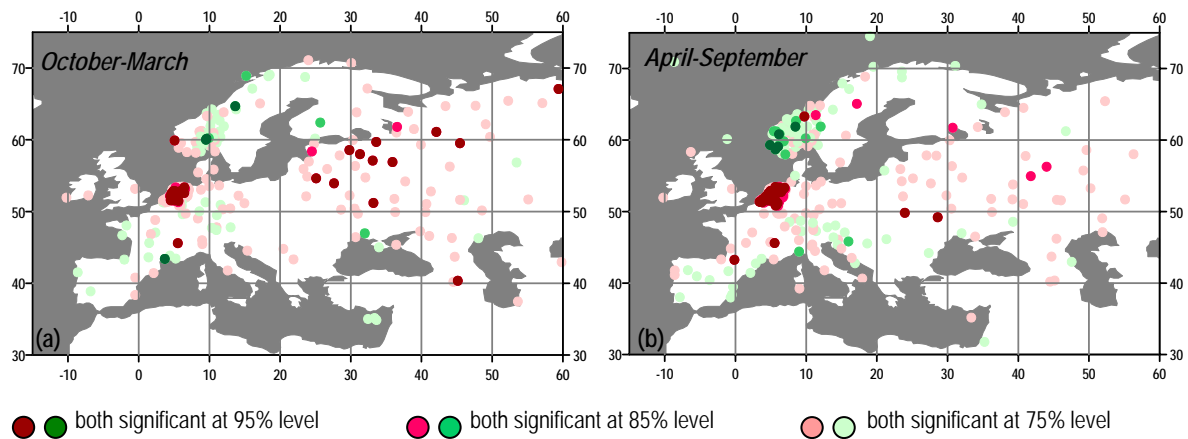 -10 0 10 20 30 40 50 60 -10 0 10 20 30 40 50 60
October-March April-September
70 70 70 70
60 60 60 60
50 50 50 50
40 40 40 40
(a) (b)
30 30 30 30
-10 0 10 20 30 40 50 60 -10 0 10 20 30 40 50 60
both significant at 95% level both significant at 85% level both significant at 75% level